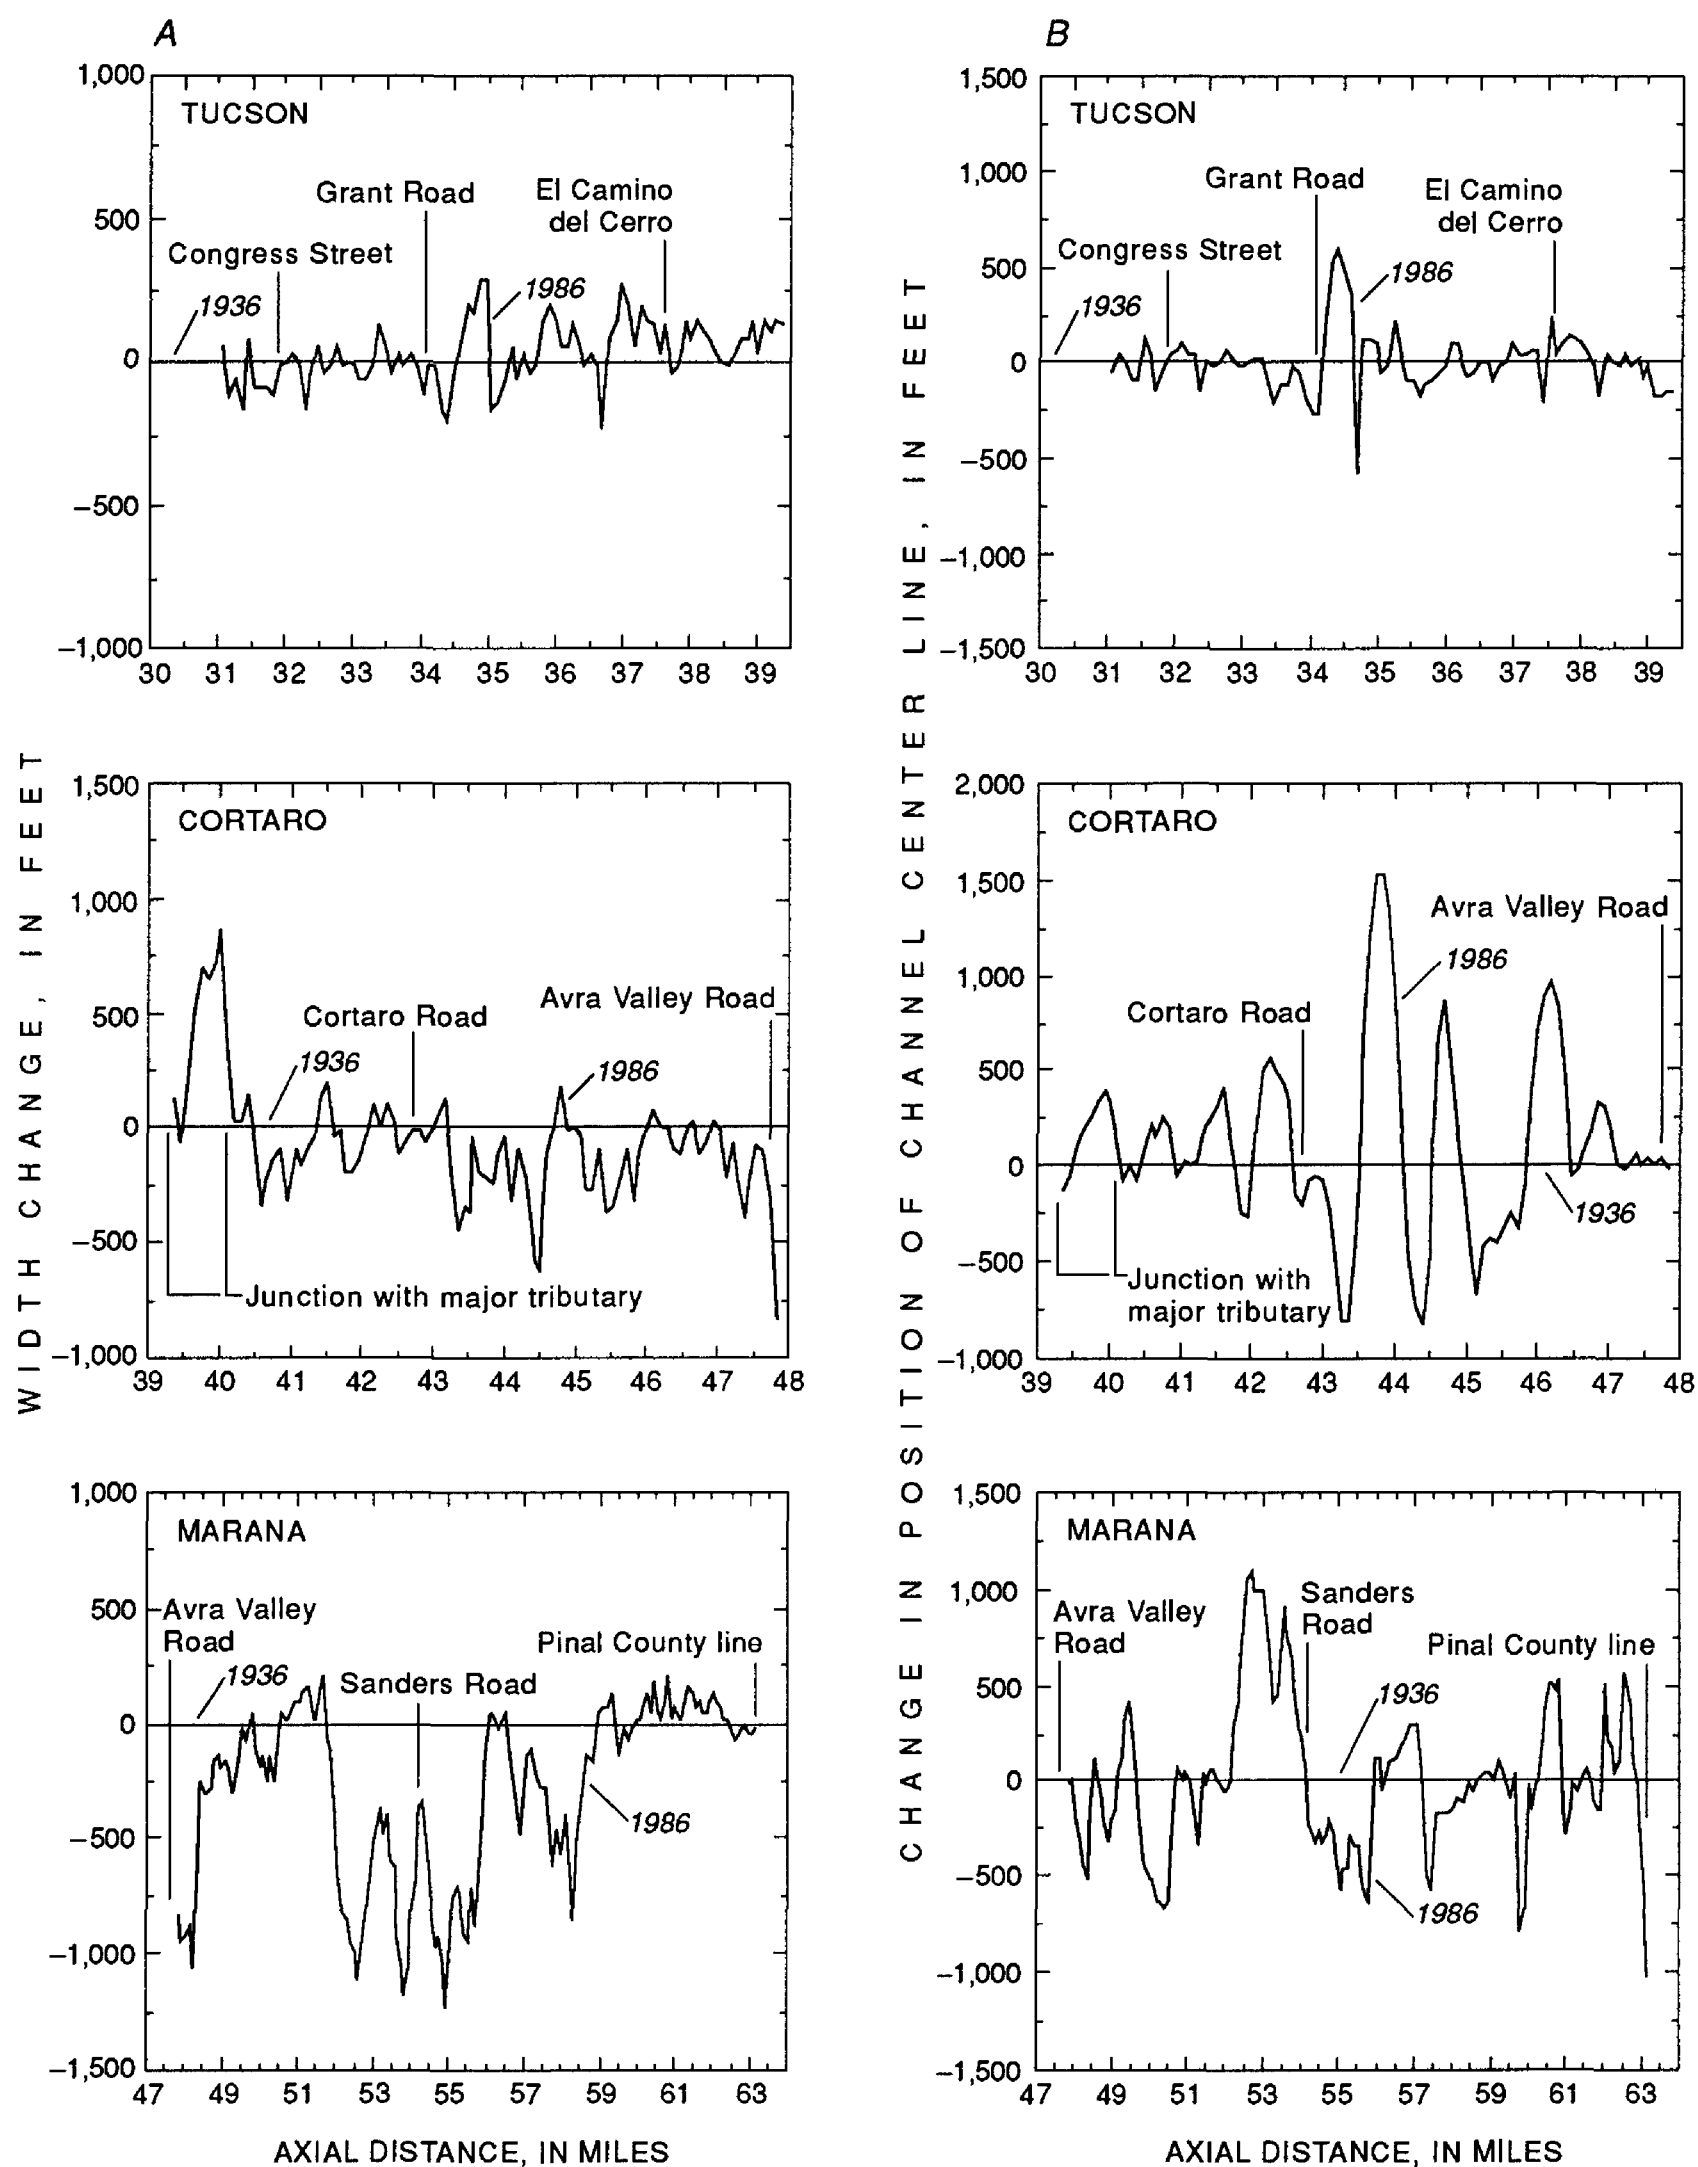 A
1,000
500
0
−500
−1,000
TUCSON
Grant Road
El Camino
del Cerro
Congress Street
1936
1986
30 31 32 33 34 35 36 37 38 39
B
1,500
1,000
500
0
−500
−1,000
−1,500
TUCSON
Grant Road
El Camino
del Cerro
Congress Street
1936
1986
30 31 32 33 34 35 36 37 38 39
WIDTH CHANGE, IN FEET
1,500
1,000
500
0
−500
−1,000
CORTARO
Avra Valley Road
Cortaro Road
1936
1986
Junction with major tributary
39 40 41 42 43 44 45 46 47 48
CHANGE IN POSITION OF CHANNEL CENTER LINE, IN FEET
2,000
1,500
1,000
500
0
−500
−1,000
CORTARO
Avra Valley Road
1986
Cortaro Road
1936
Junction with
major tributary
39 40 41 42 43 44 45 46 47 48
1,000
500
0
−500
−1,000
−1,500
MARANA
Avra Valley
Road
Pinal County line
1936
Sanders Road
1986
47 49 51 53 55 57 59 61 63
AXIAL DISTANCE, IN MILES
1,500
1,000
500
0
−500
−1,000
−1,500
MARANA
Sanders
Road
Avra Valley
Road
Pinal County line
1936
1986
47 49 51 53 55 57 59 61 63
AXIAL DISTANCE, IN MILES